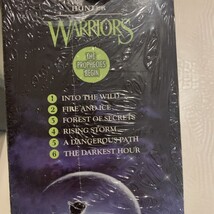 HUNTER
WARRIORS
THE
PROPHECIES
BEGIN
1 INTO THE WILD
2 FIRE AND ICE
3 FOREST OF SECRETS
4 RISING STORM
5 A DANGEROUS PATH
6 THE DARKEST HOUR